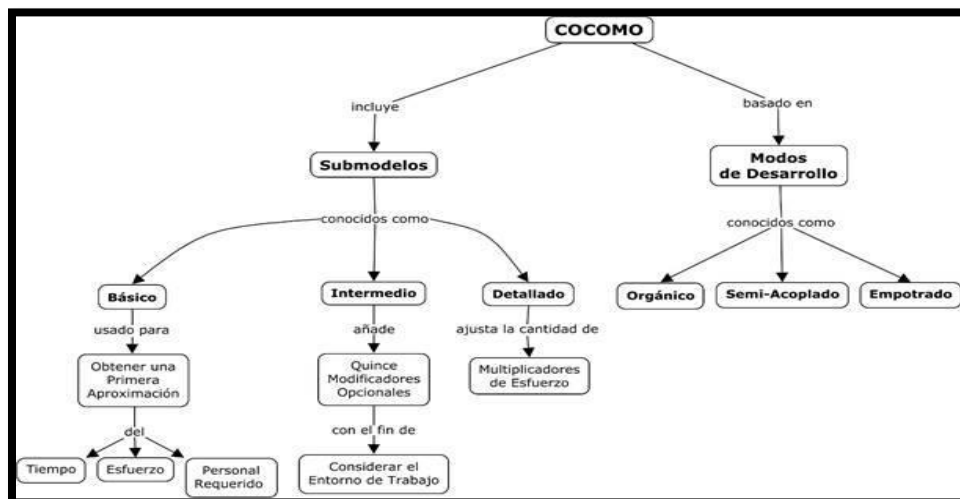 COCOMO
incluye
basado en
Submodelos
Modos
de Desarrollo
conocidos como
conocidos como
Básico
Intermedio
Detallado
Orgánico
Semi-Acoplado
Empotrado
usado para
añade
ajusta la cantidad de
Obtener una
Primera
Aproximación
Quince
Modificadores
Opcionales
Multiplicadores
de Esfuerzo
del
con el fin de
Tiempo
Esfuerzo
Personal
Requerido
Considerar el
Entorno de Trabajo